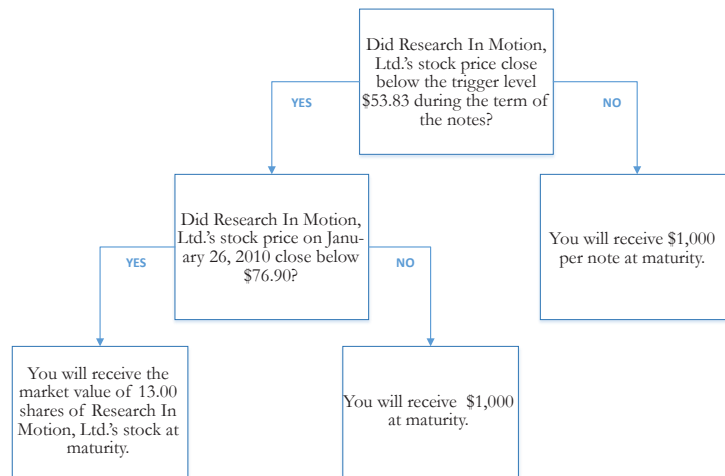 Did Research In Motion,
Ltd.'s stock price close
below the trigger level
$53.83 during the term of
the notes?
YES
NO
Did Research In Motion,
Ltd.'s stock price on Janu-
ary 26, 2010 close below
$76.90?
You will receive $1,000
per note at maturity.
YES
NO
You will receive the
market value of 13.00
shares of Research In
Motion, Ltd.'s stock at
maturity.
You will receive $1,000
at maturity.